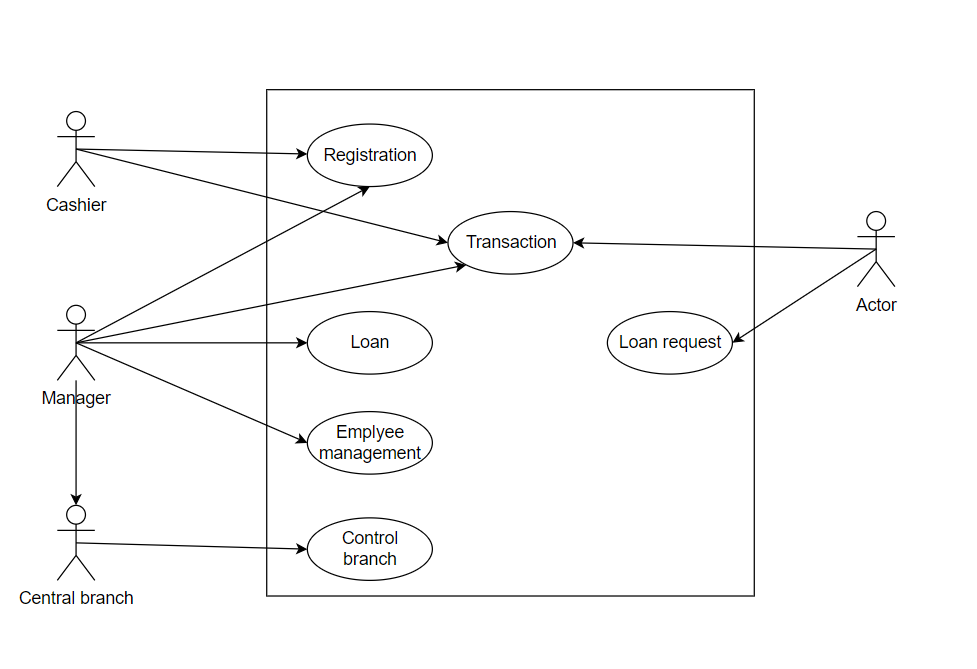 Registration
Cashier
Transaction
Actor
Loan
Loan request
Manager
Emplyee
management
Control
branch
Central branch